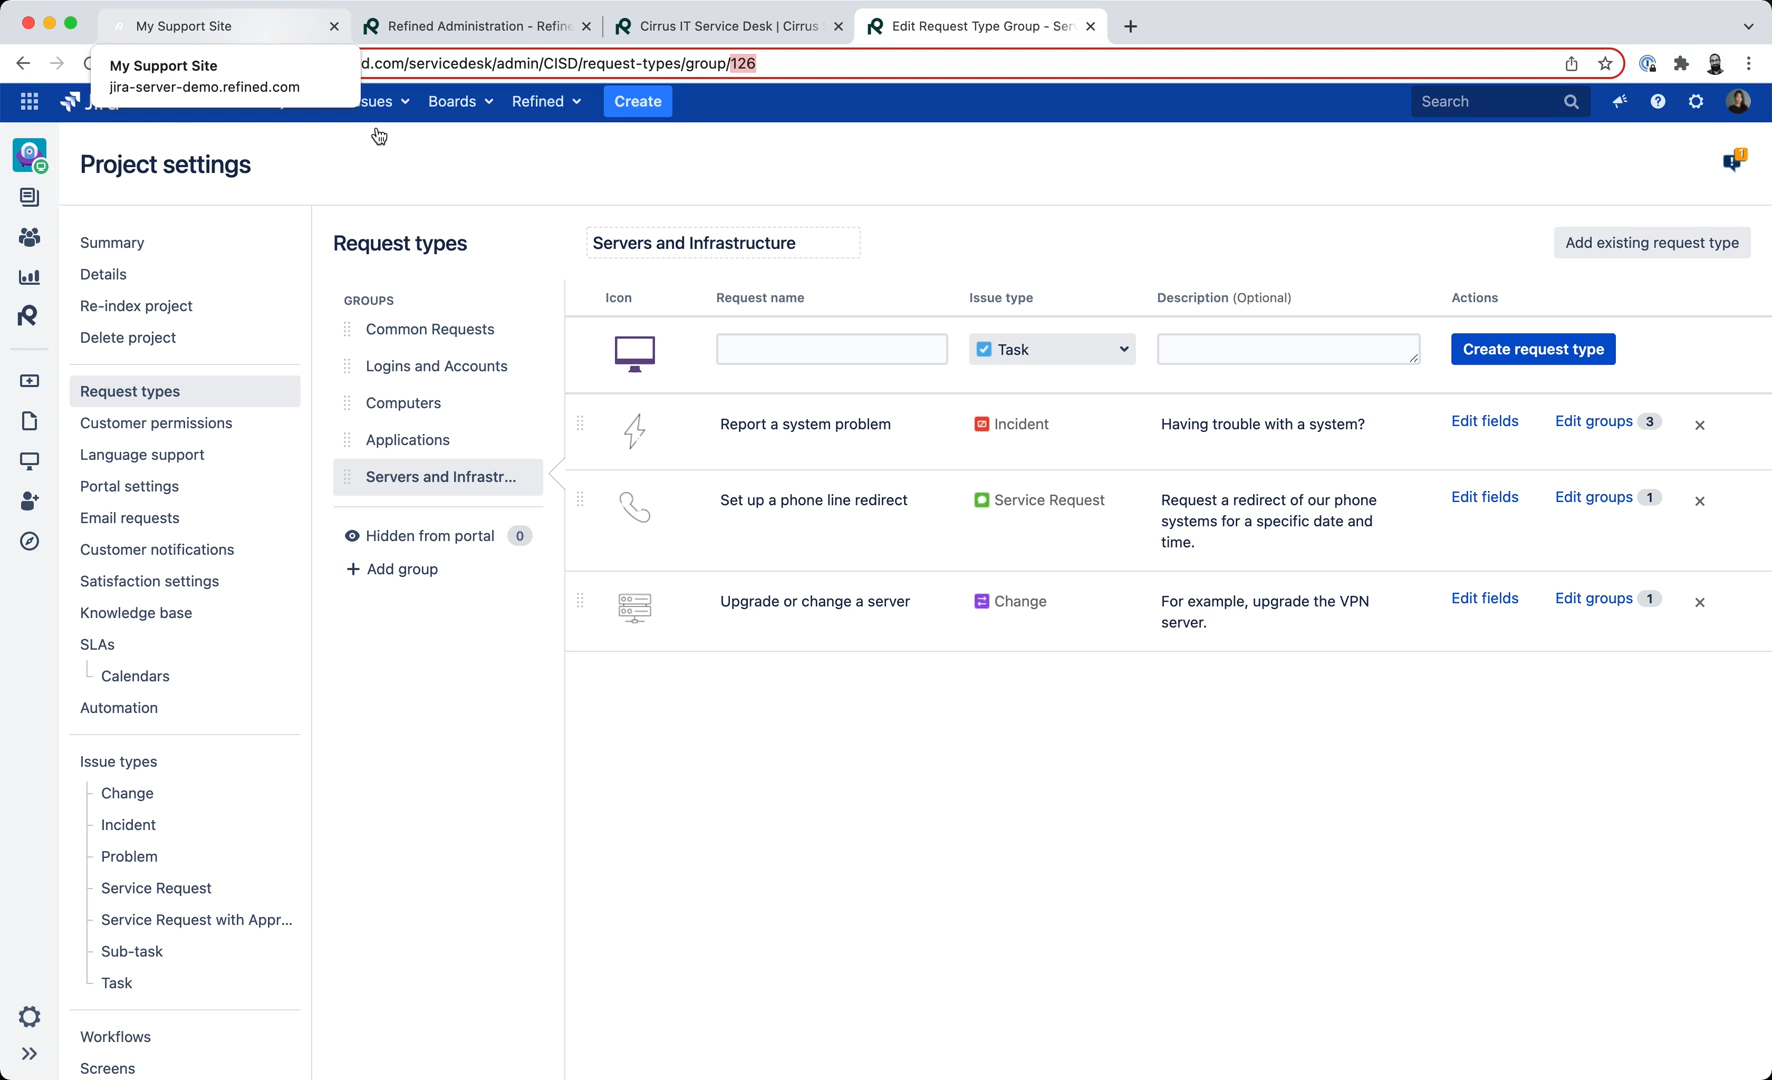 My Support Site
Refined Administration - Refine
Cirrus IT Service Desk | Cirrus
Edit Request Type Group - Ser
My Support Site
jira-server-demo.refined.com
d.com/servicedesk/admin/CISD/request-types/group/126
sues
Boards
Refined
Create
Search
Project settings
1
Summary
Details
Re-index project
Delete project
Request types
Customer permissions
Language support
Portal settings
Email requests
Customer notifications
Satisfaction settings
Knowledge base
SLAs
Calendars
Automation
Issue types
Change
Incident
Problem
Service Request
Service Request with Appr...
Sub-task
Task
Workflows
Screens
Request types
GROUPS
Common Requests
Logins and Accounts
Computers
Applications
Servers and Infrastr...
Hidden from portal 0
Add group
Servers and Infrastructure
Add existing request type
Icon Request name Issue type Description (Optional) Actions
Task Create request type
Report a system problem Incident Having trouble with a system? Edit fields Edit groups 3
Set up a phone line redirect Service Request Request a redirect of our phone Edit fields Edit groups 1
systems for a specific date and
time.
Upgrade or change a server Change For example, upgrade the VPN Edit fields Edit groups 1
server.